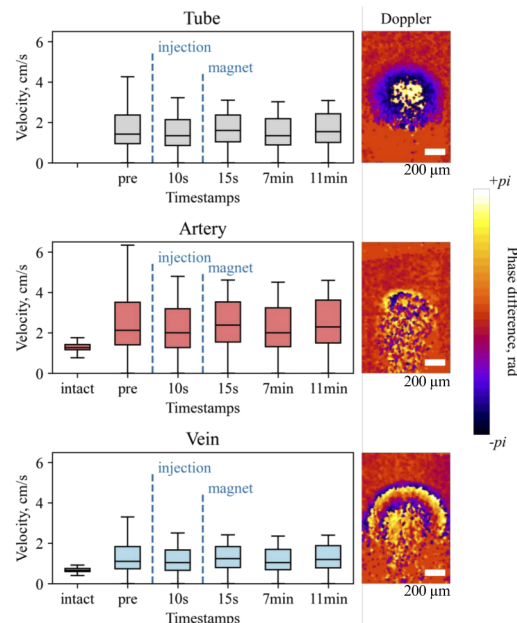 Tube
Doppler
Velocity, cm/s
6
4
2
0
injection
magnet
pre 10s 15s 7min 11min
Timestamps
200 μm
+pi
Phase difference, rad
-pi
Artery
Velocity, cm/s
6
4
2
0
injection
magnet
intact pre 10s 15s 7min 11min
Timestamps
200 μm
Vein
Velocity, cm/s
6
4
2
0
injection
magnet
intact pre 10s 15s 7min 11min
Timestamps
200 μm